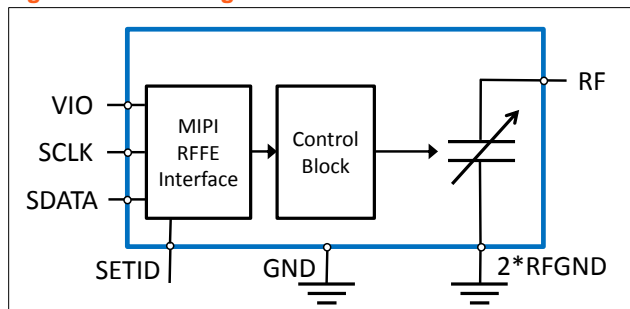 VIO
SCLK
SDATA
MIPI
RFFE
Interface
Control
Block
RF
SETID
GND
2*RFGND